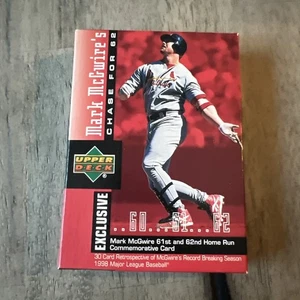 Mark McGwire's
CHASE FOR 62
UPPER
DECK
EXCLUSIVE
..60...61...62
Mark McGwire 61st and 62nd Home Run
Commemorative Card
30 Card Retrospective of McGwire's Record Breaking Season
1998 Major League Baseball®